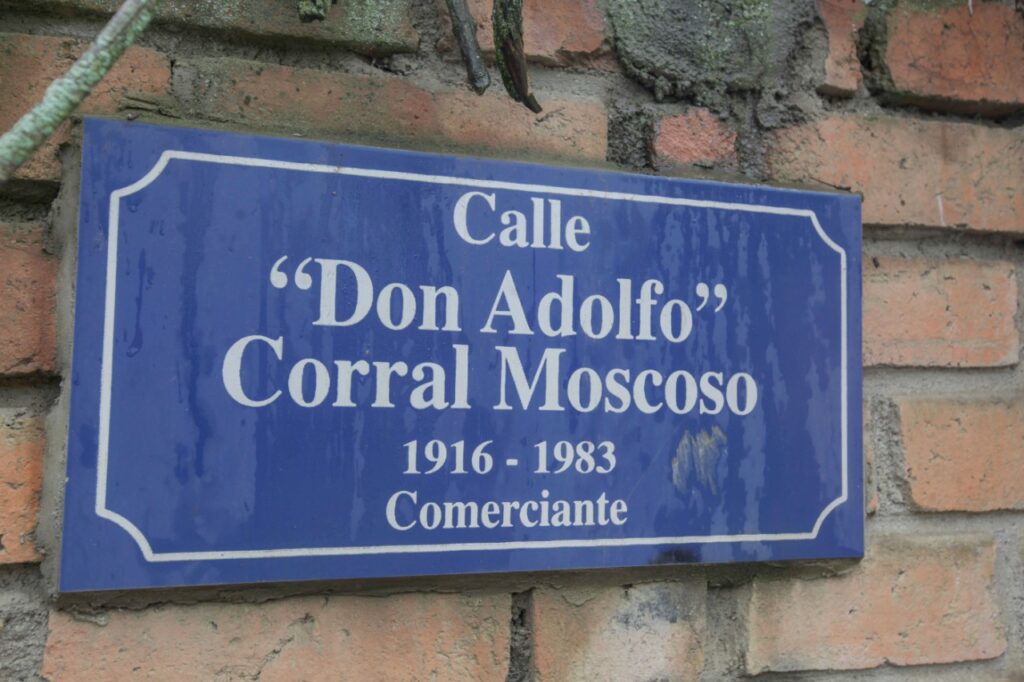 Calle
“Don Adolfo”
Corral Moscoso
1916 - 1983
Comerciante